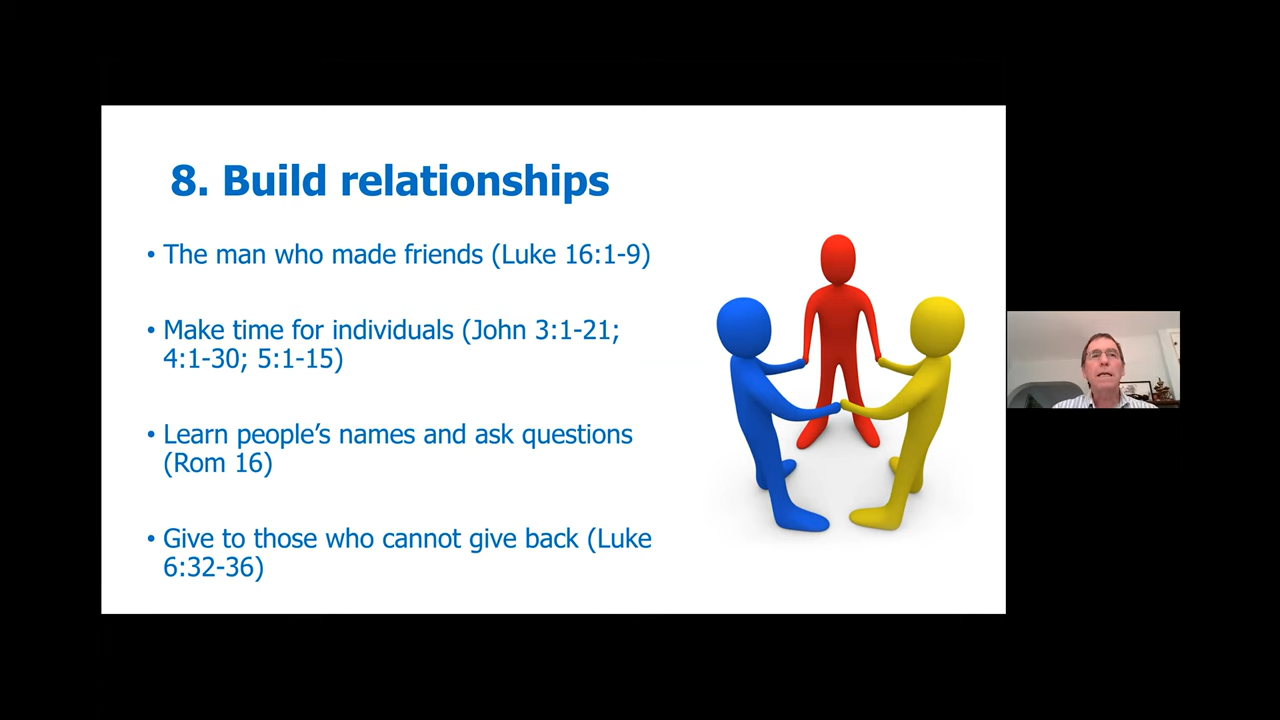 8. Build relationships
• The man who made friends (Luke 16:1-9)
• Make time for individuals (John 3:1-21;
4:1-30; 5:1-15)
• Learn people’s names and ask questions
(Rom 16)
• Give to those who cannot give back (Luke
6:32-36)